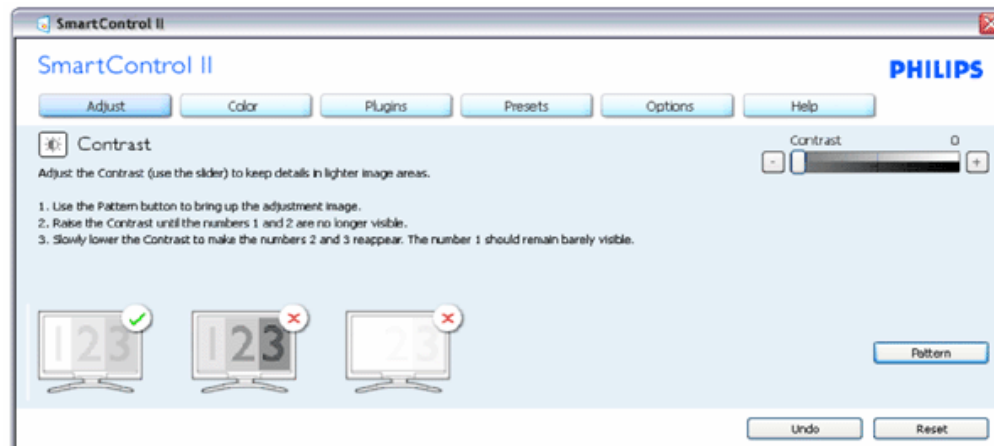 SmartControl II
SmartControl II
PHILIPS
Adjust Color Plugins Presets Options Help
Contrast
Contrast 0
- +
Adjust the Contrast (use the slider) to keep details in lighter image areas.
1. Use the Pattern button to bring up the adjustment image.
2. Raise the Contrast until the numbers 1 and 2 are no longer visible.
3. Slowly lower the Contrast to make the numbers 2 and 3 reappear. The number 1 should remain barely visible.
123 123 23
Pattern
Undo Reset